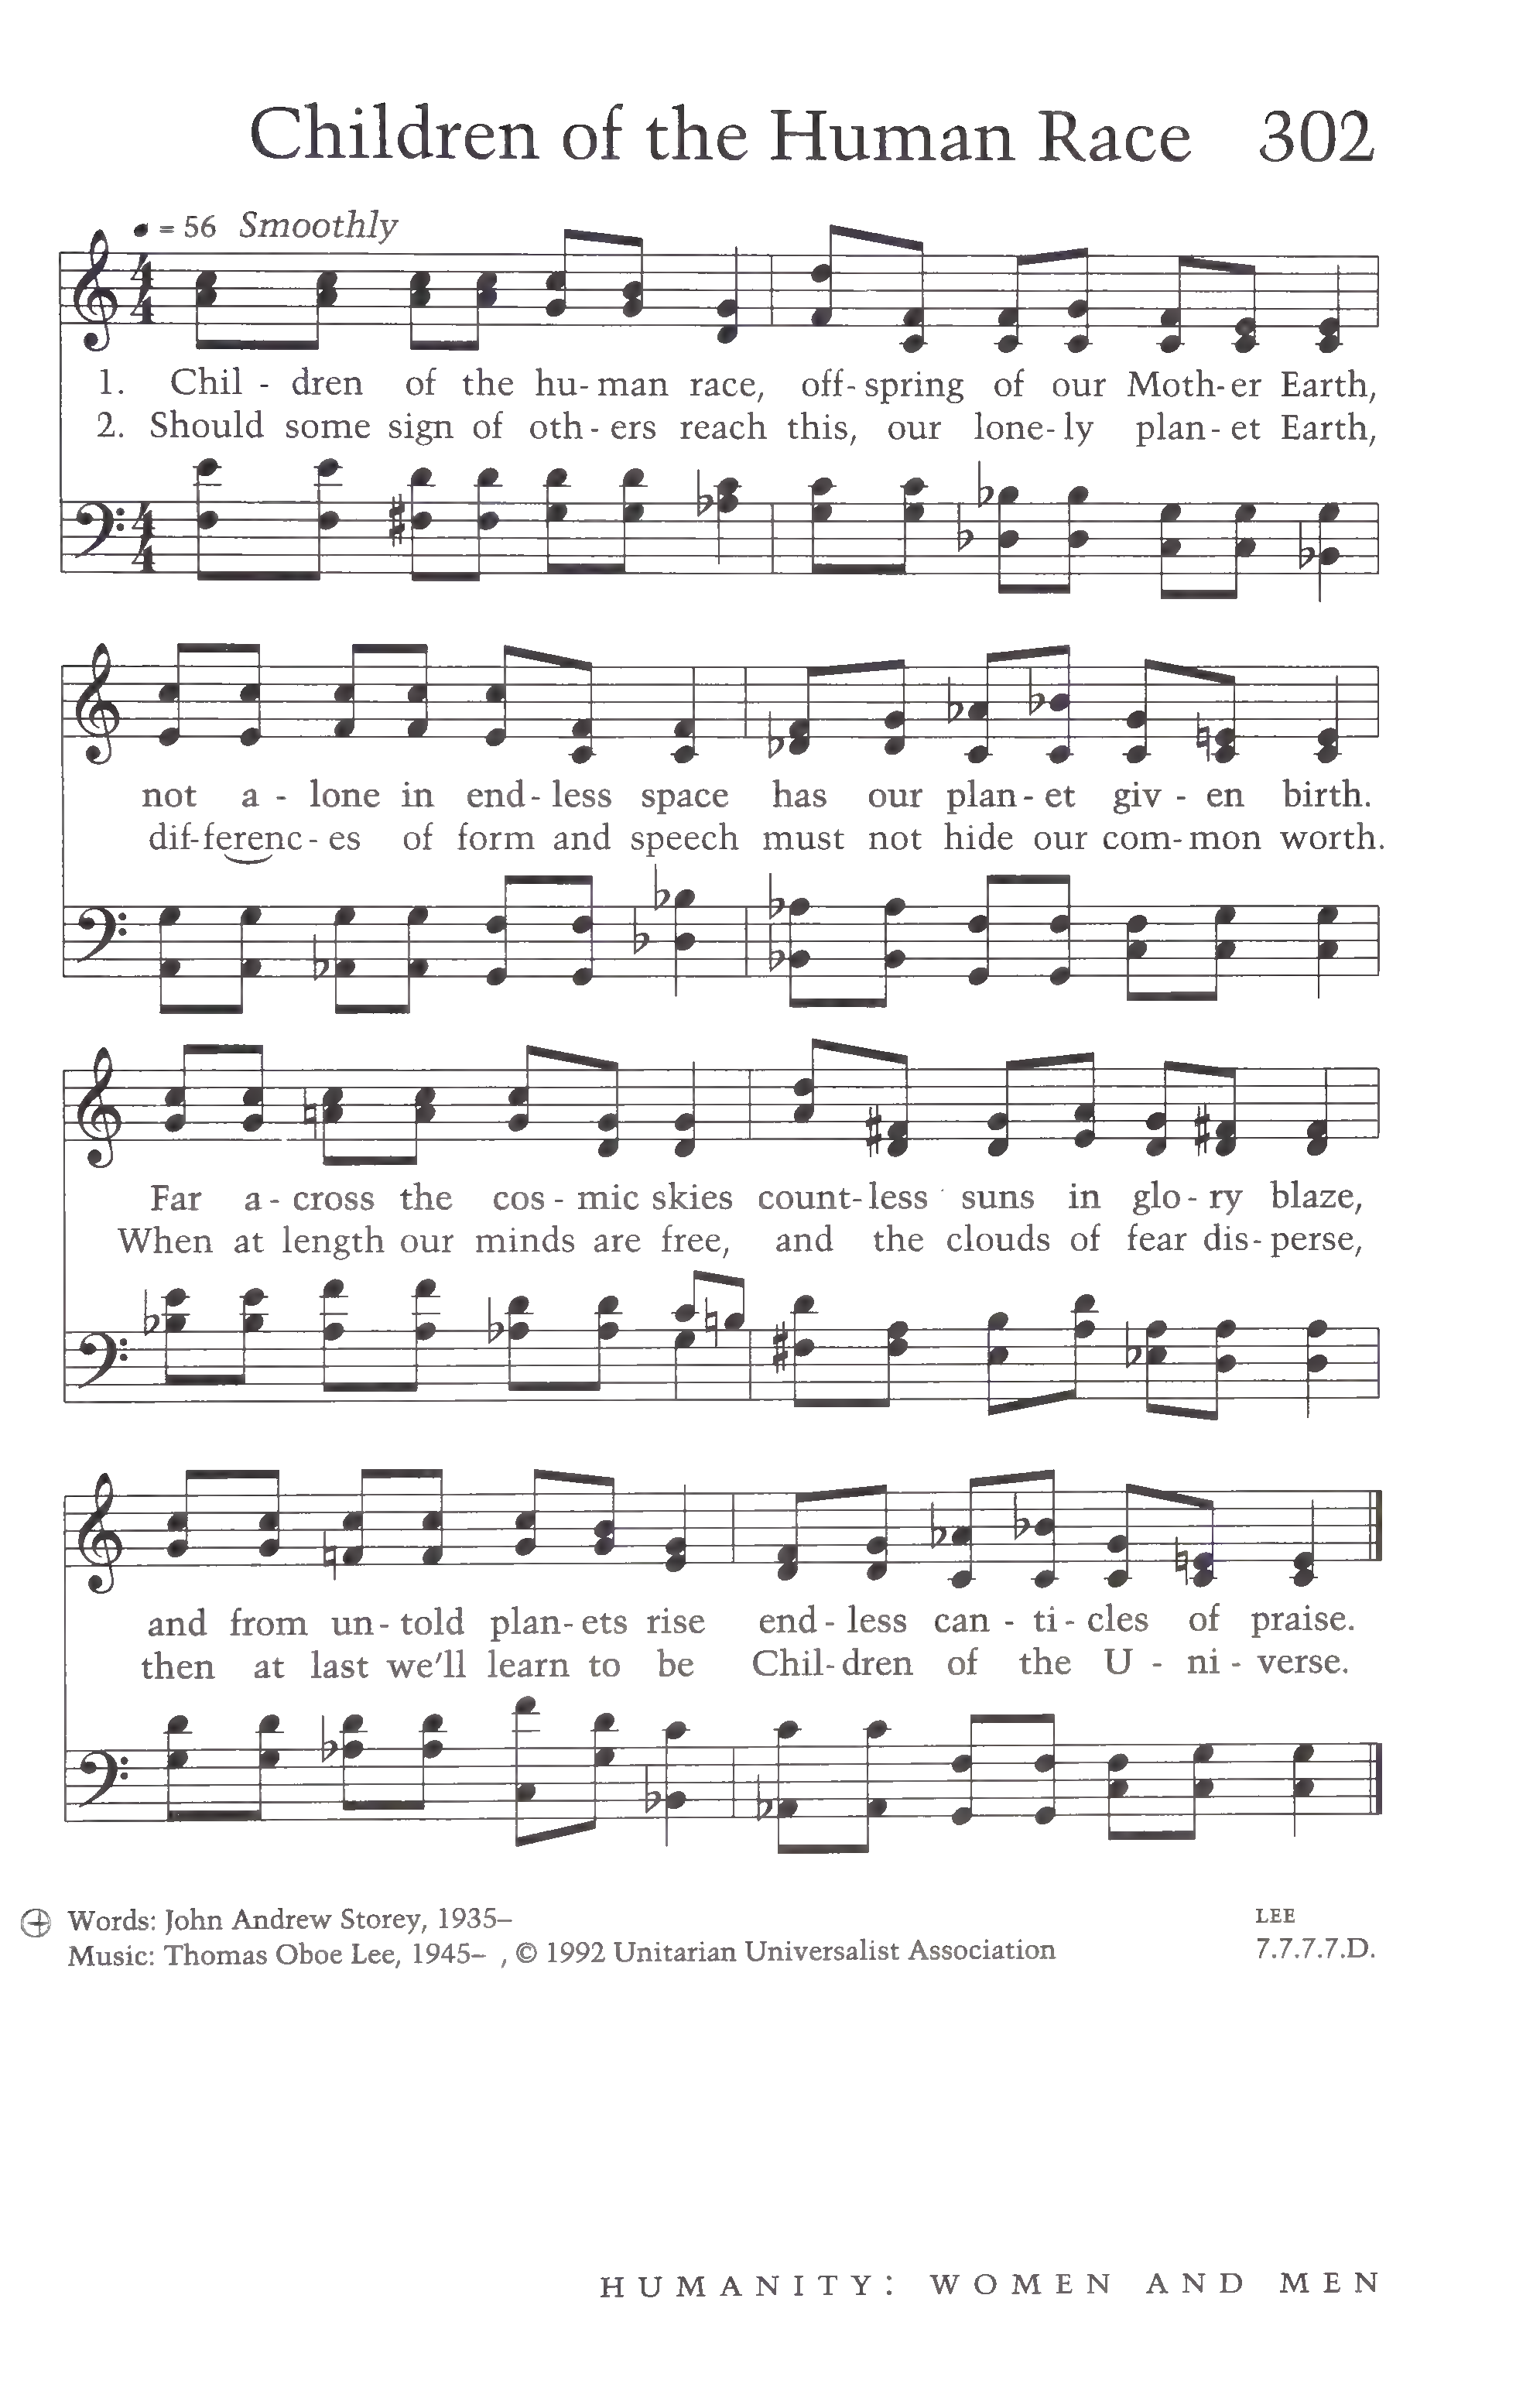 Children of the Human Race 302
= 56 Smoothly
1. Chil - dren of the hu - man race, off - spring of our Moth - er Earth,
2. Should some sign of oth - ers reach this, our lone - ly plan - et Earth,
not a - lone in end - less space has our plan - et giv - en birth.
dif - ferenc - es of form and speech must not hide our com - mon worth.
Far a - cross the cos - mic skies count - less suns in glo - ry blaze,
When at length our minds are free, and the clouds of fear dis - perse,
and from un - told plan - ets rise end - less can - ti - cles of praise.
then at last we'll learn to be Chil - dren of the U - ni - verse.
Words: John Andrew Storey, 1935–
Music: Thomas Oboe Lee, 1945– , © 1992 Unitarian Universalist Association
LEE
7.7.7.7.D.
HUMANITY: WOMEN AND MEN